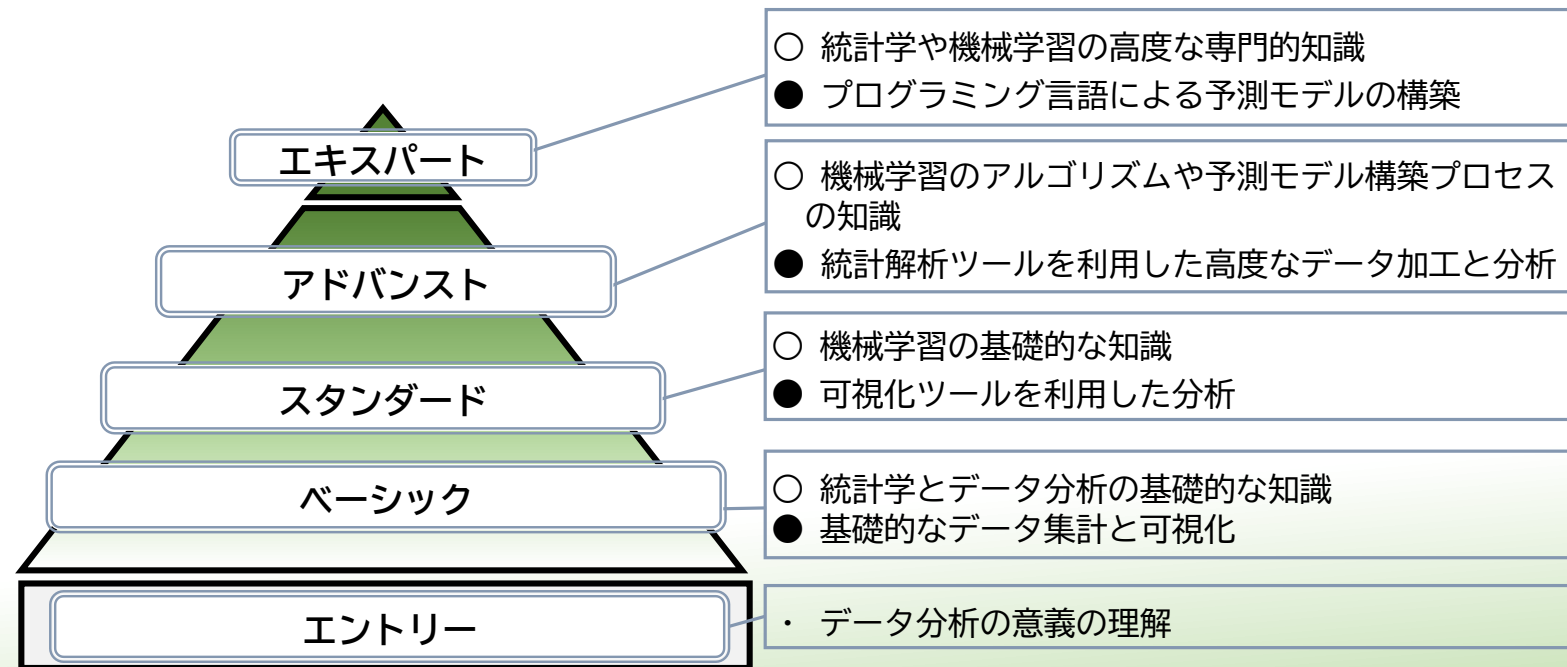 ○ 統計学や機械学習の高度な専門的知識
● プログラミング言語による予測モデルの構築
エキスパート
○ 機械学習のアルゴリズムや予測モデル構築プロセス
の知識
● 統計解析ツールを利用した高度なデータ加工と分析
アドバンスト
○ 機械学習の基礎的な知識
● 可視化ツールを利用した分析
スタンダード
○ 統計学とデータ分析の基礎的な知識
● 基礎的なデータ集計と可視化
ベーシック
・ データ分析の意義の理解
エントリー